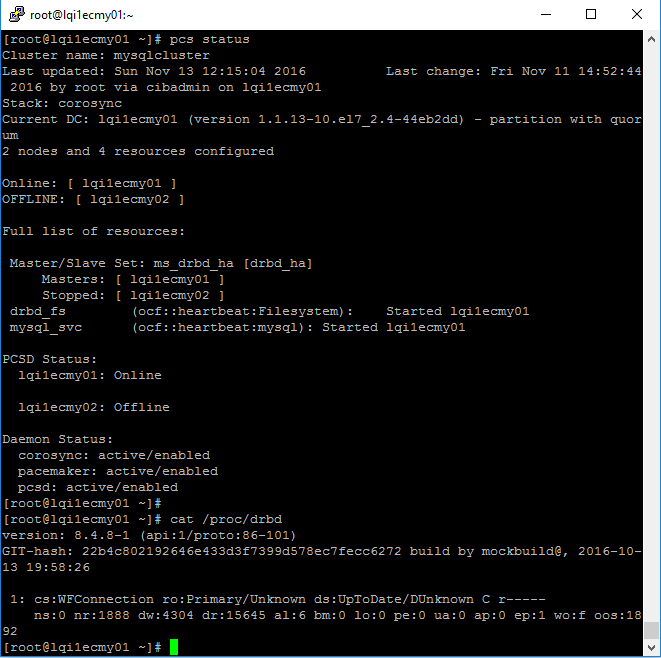 root@lqi1ecmy01:~
[root@lqi1ecmy01 ~]# pcs status
Cluster name: mysqlcluster
Last updated: Sun Nov 13 12:15:04 2016          Last change: Fri Nov 11 14:52:44
 2016 by root via cibadmin on lqi1ecmy01
Stack: corosync
Current DC: lqi1ecmy01 (version 1.1.13-10.el7_2.4-44eb2dd) - partition with quor
um
2 nodes and 4 resources configured

Online: [ lqi1ecmy01 ]
OFFLINE: [ lqi1ecmy02 ]

Full list of resources:

 Master/Slave Set: ms_drbd_ha [drbd_ha]
     Masters: [ lqi1ecmy01 ]
     Stopped: [ lqi1ecmy02 ]
 drbd_fs        (ocf::heartbeat:Filesystem):    Started lqi1ecmy01
 mysql_svc      (ocf::heartbeat:mysql): Started lqi1ecmy01

PCSD Status:
  lqi1ecmy01: Online

  lqi1ecmy02: Offline

Daemon Status:
  corosync: active/enabled
  pacemaker: active/enabled
  pcsd: active/enabled
[root@lqi1ecmy01 ~]#
[root@lqi1ecmy01 ~]# cat /proc/drbd
version: 8.4.8-1 (api:1/proto:86-101)
GIT-hash: 22b4c802192646e433d3f7399d578ec7fecc6272 build by mockbuild@, 2016-10-
13 19:58:26

 1: cs:WFConnection ro:Primary/Unknown ds:UpToDate/DUnknown C r-----
    ns:0 nr:1888 dw:4304 dr:15645 al:6 bm:0 lo:0 pe:0 ua:0 ap:0 ep:1 wo:f oos:18
92
[root@lqi1ecmy01 ~]#